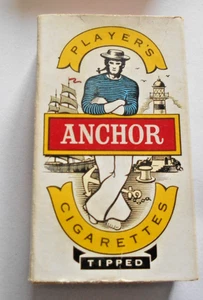 PLAYER'S
ANCHOR
CIGARETTES
TIPPED